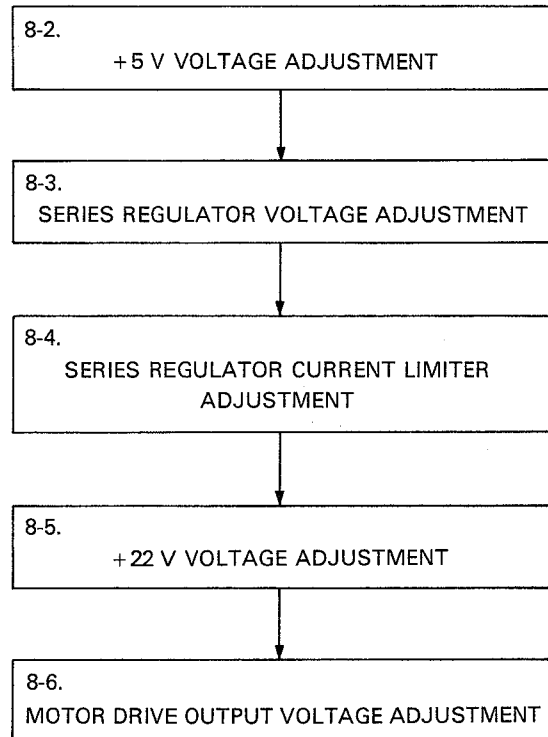 8-2.
+5 V VOLTAGE ADJUSTMENT
8-3.
SERIES REGULATOR VOLTAGE ADJUSTMENT
8-4.
SERIES REGULATOR CURRENT LIMITER
ADJUSTMENT
8-5.
+22 V VOLTAGE ADJUSTMENT
8-6.
MOTOR DRIVE OUTPUT VOLTAGE ADJUSTMENT